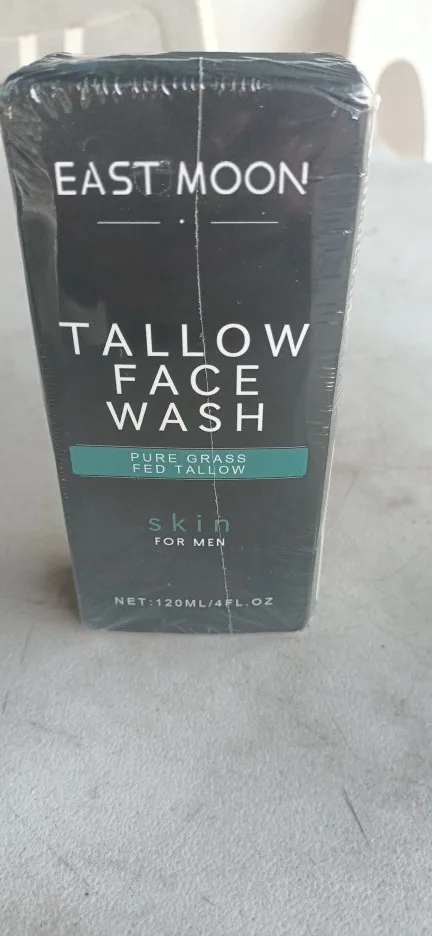 EAST MOON
TALLOW
FACE
WASH
PURE GRASS
FED TALLOW
skin
FOR MEN
NET:120ML/4FL.OZ